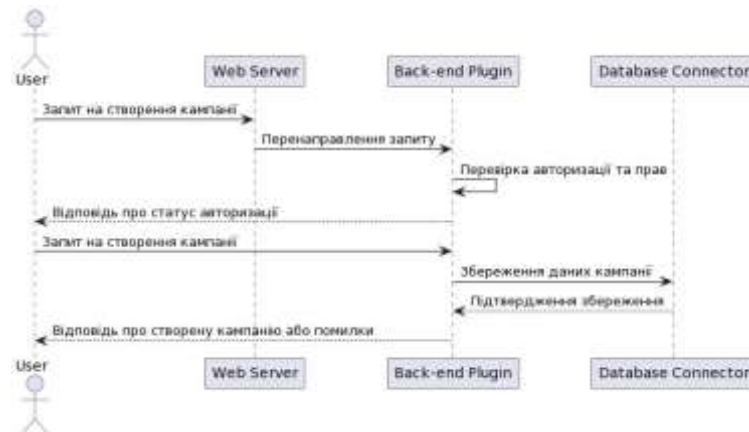 User
Web Server
Back-end Plugin
Database Connector
Запит на створення кампанії
Перенаправлення запиту
Перевірка авторизації та прав
Відповідь про статус авторизації
Запит на створення кампанії
Збереження даних кампанії
Підтвердження збереження
Відповідь про створену кампанію або помилки
User
Web Server
Back-end Plugin
Database Connector